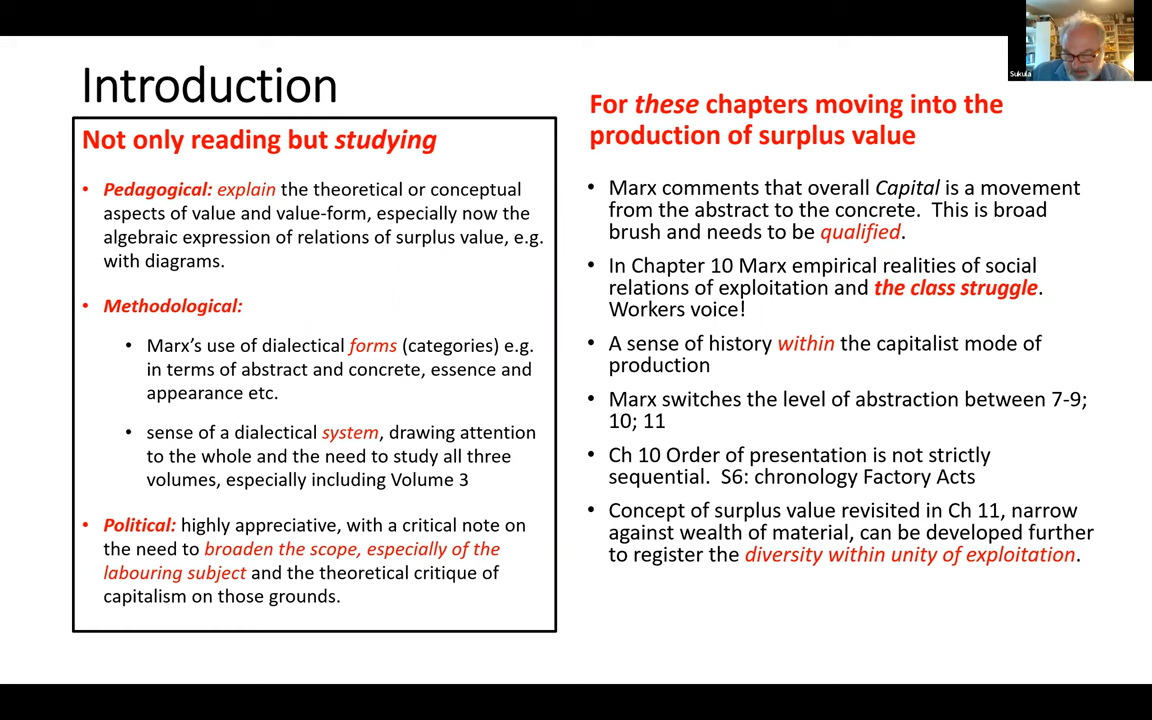 Introduction
Not only reading but studying
• Pedagogical: explain the theoretical or conceptual
aspects of value and value-form, especially now the
algebraic expression of relations of surplus value, e.g.
with diagrams.
• Methodological:
• Marx's use of dialectical forms (categories) e.g.
in terms of abstract and concrete, essence and
appearance etc.
• sense of a dialectical system, drawing attention
to the whole and the need to study all three
volumes, especially including Volume 3
• Political: highly appreciative, with a critical note on
the need to broaden the scope, especially of the
labouring subject and the theoretical critique of
capitalism on those grounds.
For these chapters moving into the
production of surplus value
• Marx comments that overall Capital is a movement
from the abstract to the concrete. This is broad
brush and needs to be qualified.
• In Chapter 10 Marx empirical realities of social
relations of exploitation and the class struggle.
Workers voice!
• A sense of history within the capitalist mode of
production
• Marx switches the level of abstraction between 7-9;
10; 11
• Ch 10 Order of presentation is not strictly
sequential. S6: chronology Factory Acts
• Concept of surplus value revisited in Ch 11, narrow
against wealth of material, can be developed further
to register the diversity within unity of exploitation.
Sukula